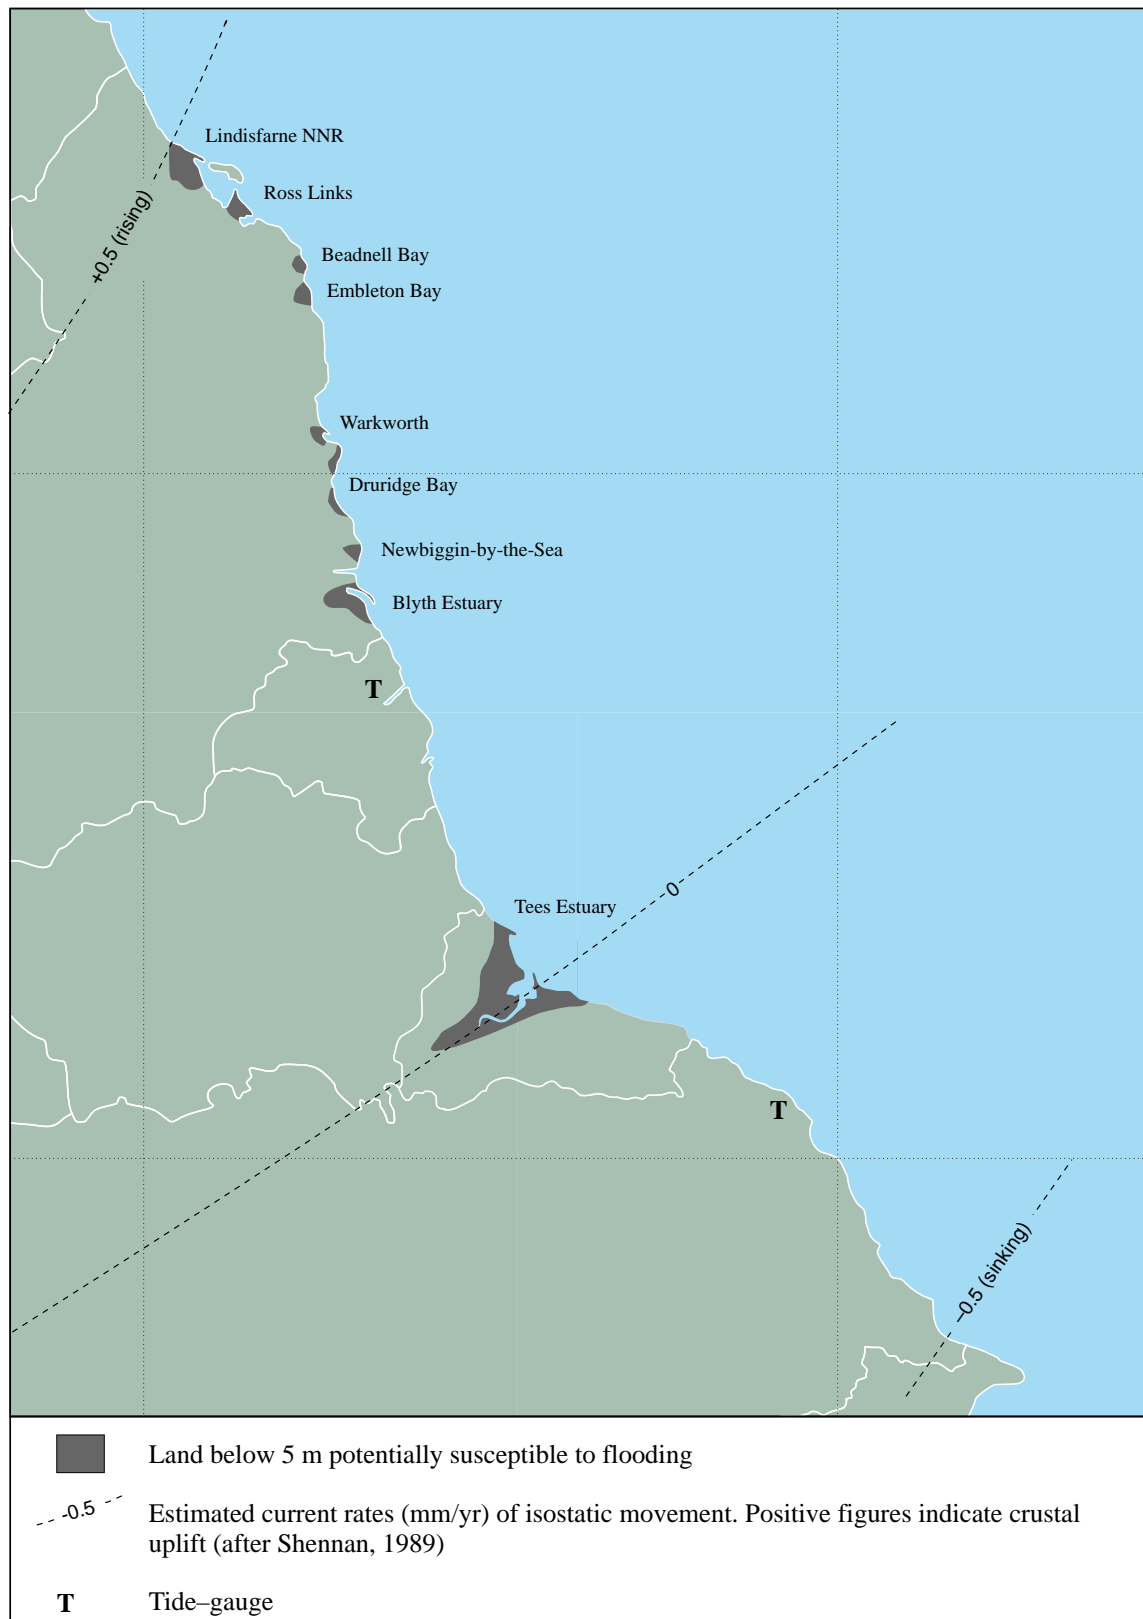 Lindisfarne NNR
Ross Links
+0.5 (rising)
Beadnell Bay
Embleton Bay
Warkworth
Druridge Bay
Newbiggin-by-the-Sea
Blyth Estuary
T
0
Tees Estuary
T
–0.5 (sinking)
Land below 5 m potentially susceptible to flooding
-0.5
Estimated current rates (mm/yr) of isostatic movement. Positive figures indicate crustal
uplift (after Shennan, 1989)
T
Tide–gauge